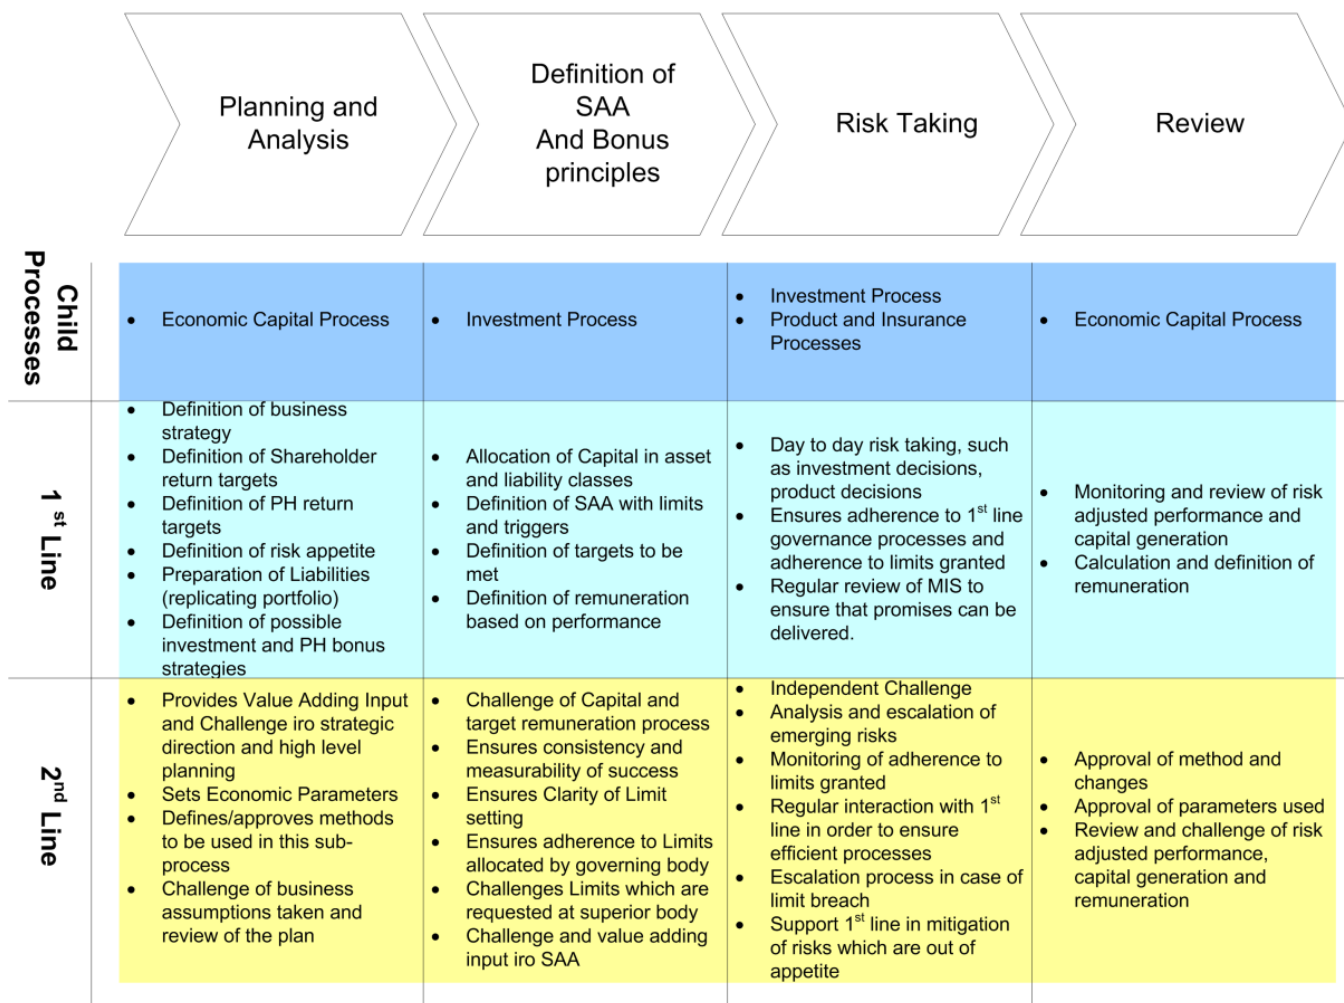 Planning and
Analysis
Definition of
SAA
And Bonus
principles
Risk Taking
Review
Child
Processes
• Economic Capital Process
• Investment Process
• Investment Process
• Product and Insurance
Processes
• Economic Capital Process
1st Line
• Definition of business
strategy
• Definition of Shareholder
return targets
• Definition of PH return
targets
• Definition of risk appetite
• Preparation of Liabilities
(replicating portfolio)
• Definition of possible
investment and PH bonus
strategies
• Allocation of Capital in asset
and liability classes
• Definition of SAA with limits
and triggers
• Definition of targets to be
met
• Definition of remuneration
based on performance
• Day to day risk taking, such
as investment decisions,
product decisions
• Ensures adherence to 1st line
governance processes and
adherence to limits granted
• Regular review of MIS to
ensure that promises can be
delivered.
• Monitoring and review of risk
adjusted performance and
capital generation
• Calculation and definition of
remuneration
2nd Line
• Provides Value Adding Input
and Challenge iro strategic
direction and high level
planning
• Sets Economic Parameters
• Defines/approves methods
to be used in this sub-
process
• Challenge of business
assumptions taken and
review of the plan
• Challenge of Capital and
target remuneration process
• Ensures consistency and
measurability of success
• Ensures Clarity of Limit
setting
• Ensures adherence to Limits
allocated by governing body
• Challenges Limits which are
requested at superior body
• Challenge and value adding
input iro SAA
• Independent Challenge
• Analysis and escalation of
emerging risks
• Monitoring of adherence to
limits granted
• Regular interaction with 1st
line in order to ensure
efficient processes
• Escalation process in case of
limit breach
• Support 1st line in mitigation
of risks which are out of
appetite
• Approval of method and
changes
• Approval of parameters used
• Review and challenge of risk
adjusted performance,
capital generation and
remuneration